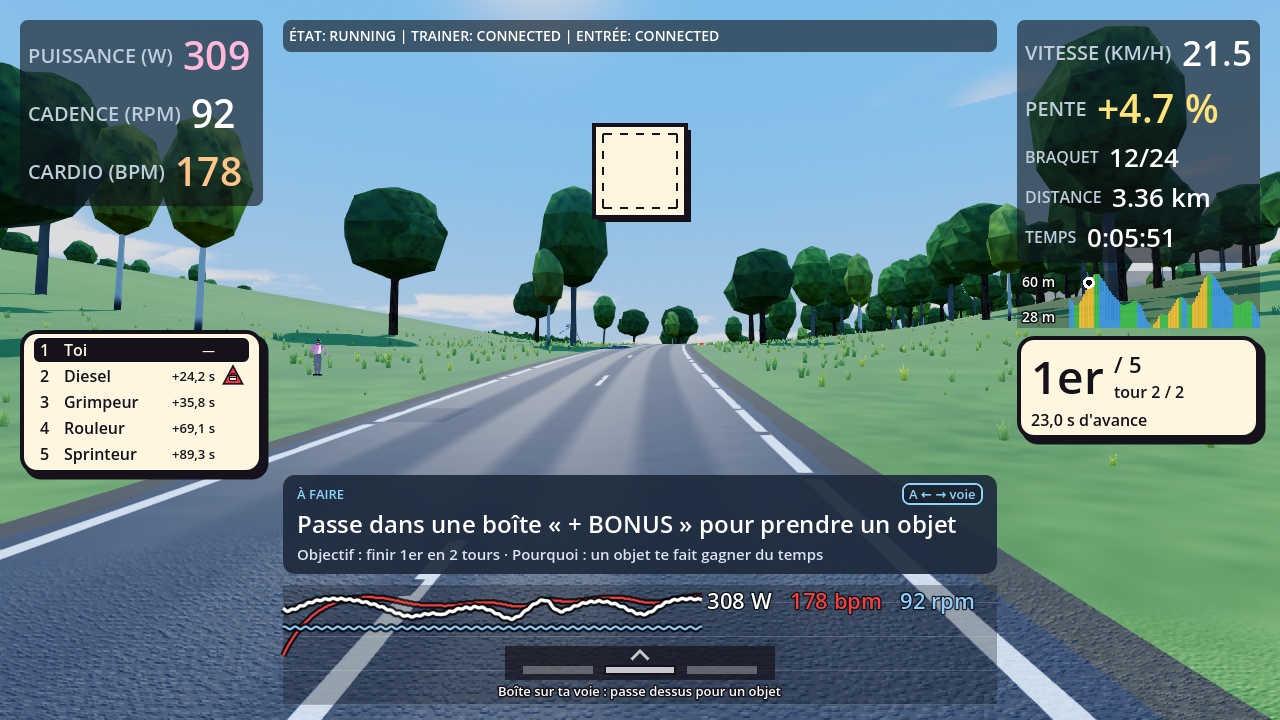 PUISSANCE (W) 309
CADENCE (RPM) 92
CARDIO (BPM) 178
ÉTAT: RUNNING | TRAINER: CONNECTED | ENTRÉE: CONNECTED
VITESSE (KM/H) 21.5
PENTE +4.7 %
BRAQUET 12/24
DISTANCE 3.36 km
TEMPS 0:05:51
60 m
28 m
1 Toi —
2 Diesel +24,2 s
3 Grimpeur +35,8 s
4 Rouleur +69,1 s
5 Sprinteur +89,3 s
1er / 5
tour 2 / 2
23,0 s d'avance
À FAIRE
A ← → voie
Passe dans une boîte « + BONUS » pour prendre un objet
Objectif : finir 1er en 2 tours · Pourquoi : un objet te fait gagner du temps
308 W 178 bpm 92 rpm
Boîte sur ta voie : passe dessus pour un objet